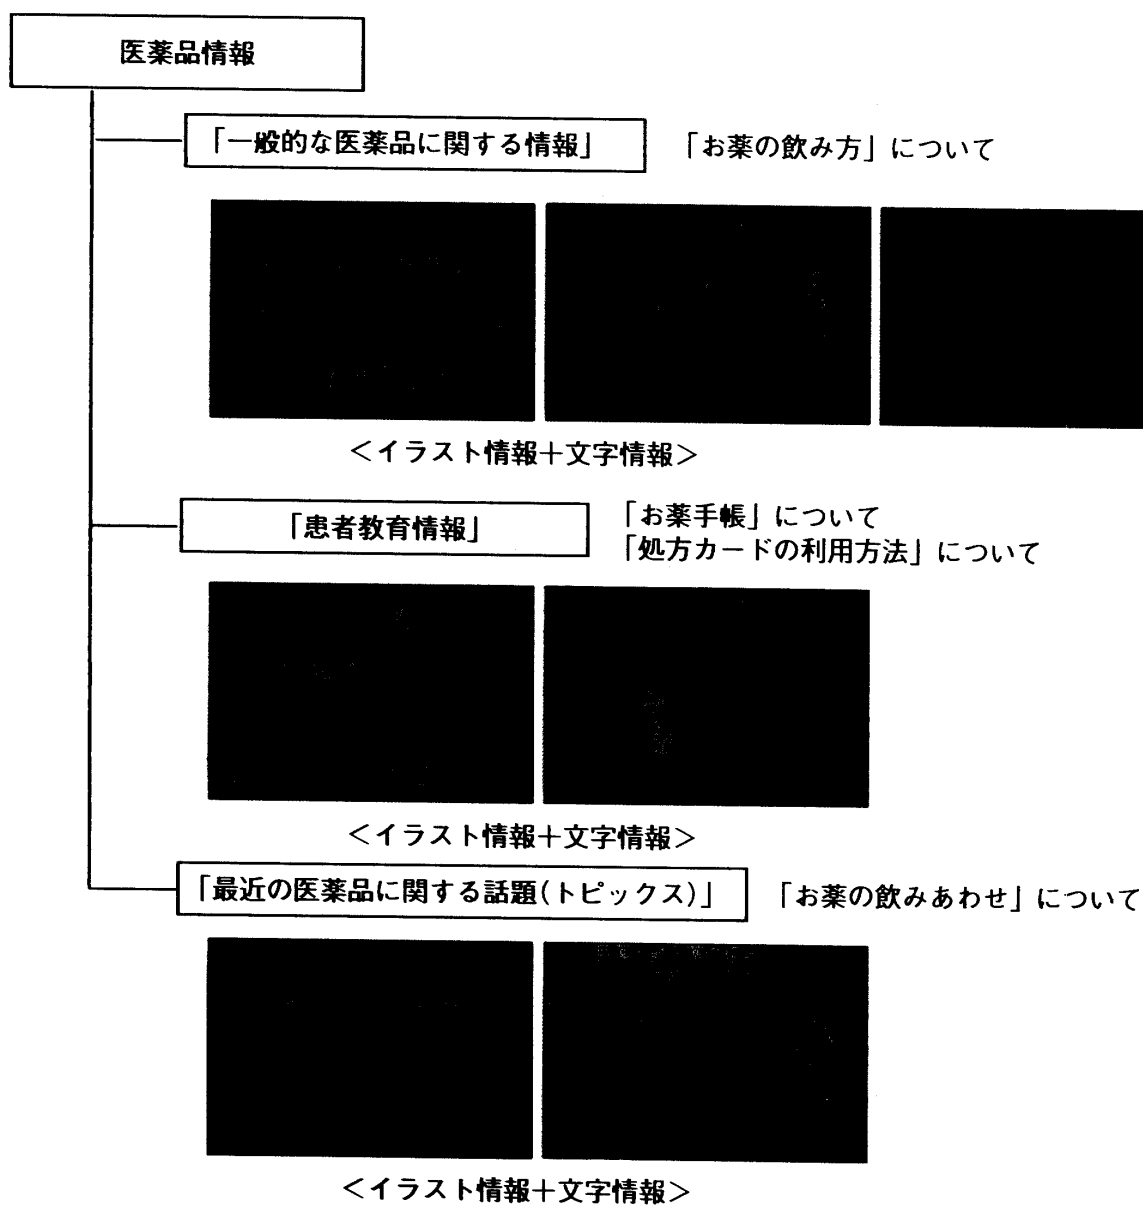 医薬品情報
「一般的な医薬品に関する情報」 「お薬の飲み方」について
＜イラスト情報＋文字情報＞
「患者教育情報」 「お薬手帳」について
「処方カードの利用方法」について
＜イラスト情報＋文字情報＞
「最近の医薬品に関する話題(トピックス)」 「お薬の飲みあわせ」について
＜イラスト情報＋文字情報＞